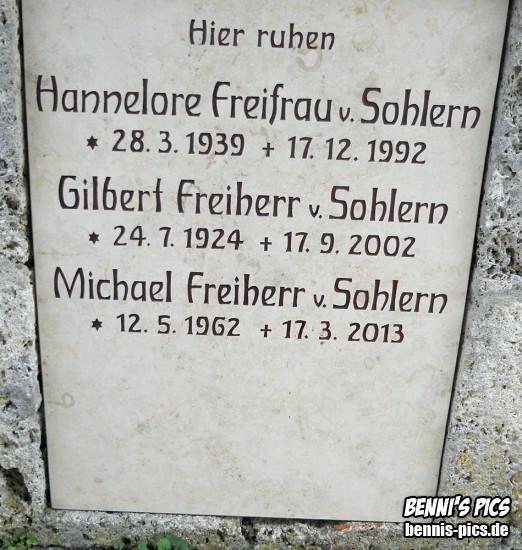 Hier ruhen
Hannelore Freifrau v. Sohlern
* 28. 3. 1939 + 17. 12. 1992
Gilbert Freiherr v. Sohlern
* 24. 7. 1924 + 17. 9. 2002
Michael Freiherr v. Sohlern
* 12. 5. 1962 + 17. 3. 2013
BENNI'S PICS
bennis-pics.de